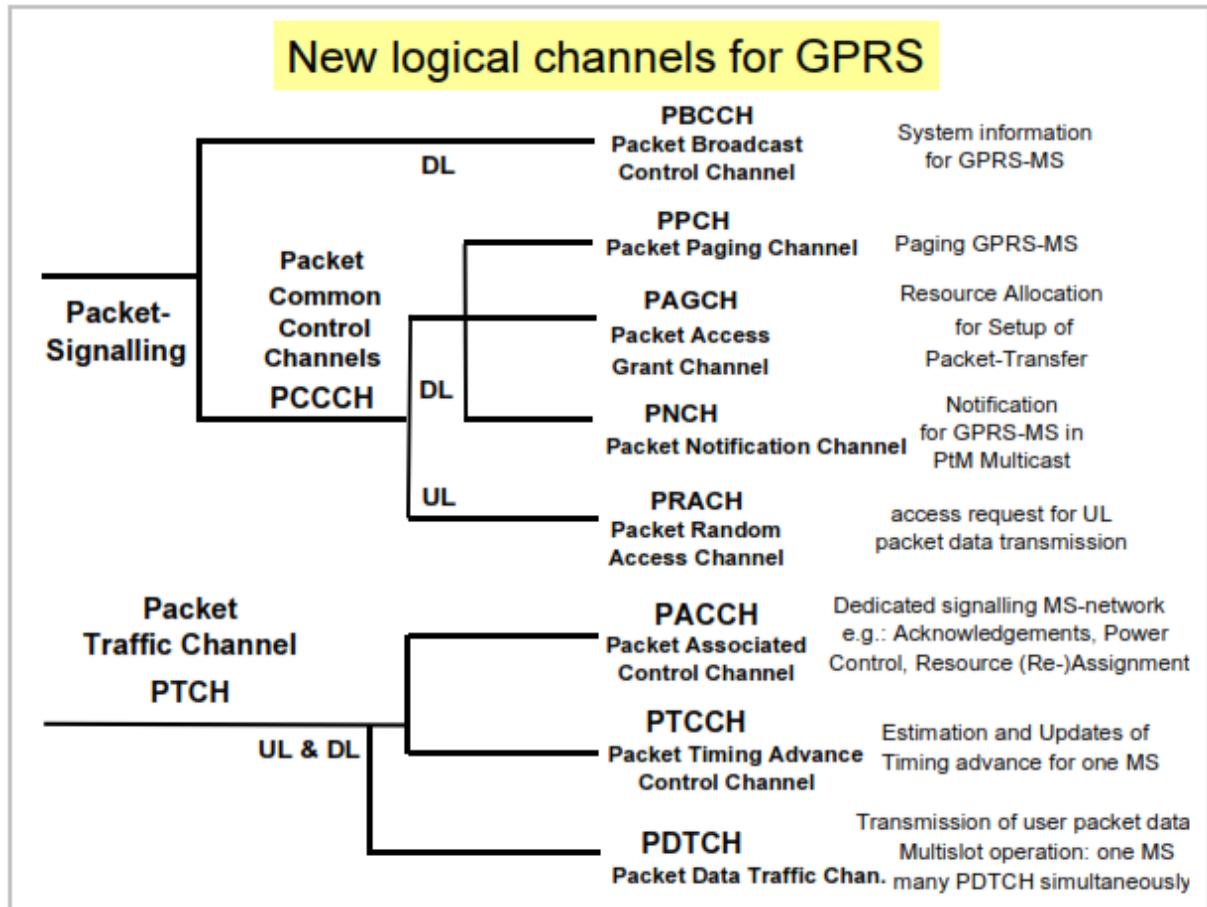 New logical channels for GPRS
PBCCH
Packet Broadcast
Control Channel
System information
for GPRS-MS
DL
PPCH
Packet Paging Channel
Paging GPRS-MS
Packet
Common
Control
Channels
PCCCH
Packet-
Signalling
PAGCH
Packet Access
Grant Channel
Resource Allocation
for Setup of
Packet-Transfer
DL
PNCH
Packet Notification Channel
Notification
for GPRS-MS in
PtM Multicast
UL
PRACH
Packet Random
Access Channel
access request for UL
packet data transmission
Packet
Traffic Channel
PTCH
UL & DL
PACCH
Packet Associated
Control Channel
Dedicated signalling MS-network
e.g.: Acknowledgements, Power
Control, Resource (Re-)Assignment
PTCCH
Packet Timing Advance
Control Channel
Estimation and Updates of
Timing advance for one MS
PDTCH
Packet Data Traffic Chan.
Transmission of user packet data
Multislot operation: one MS
many PDTCH simultaneously